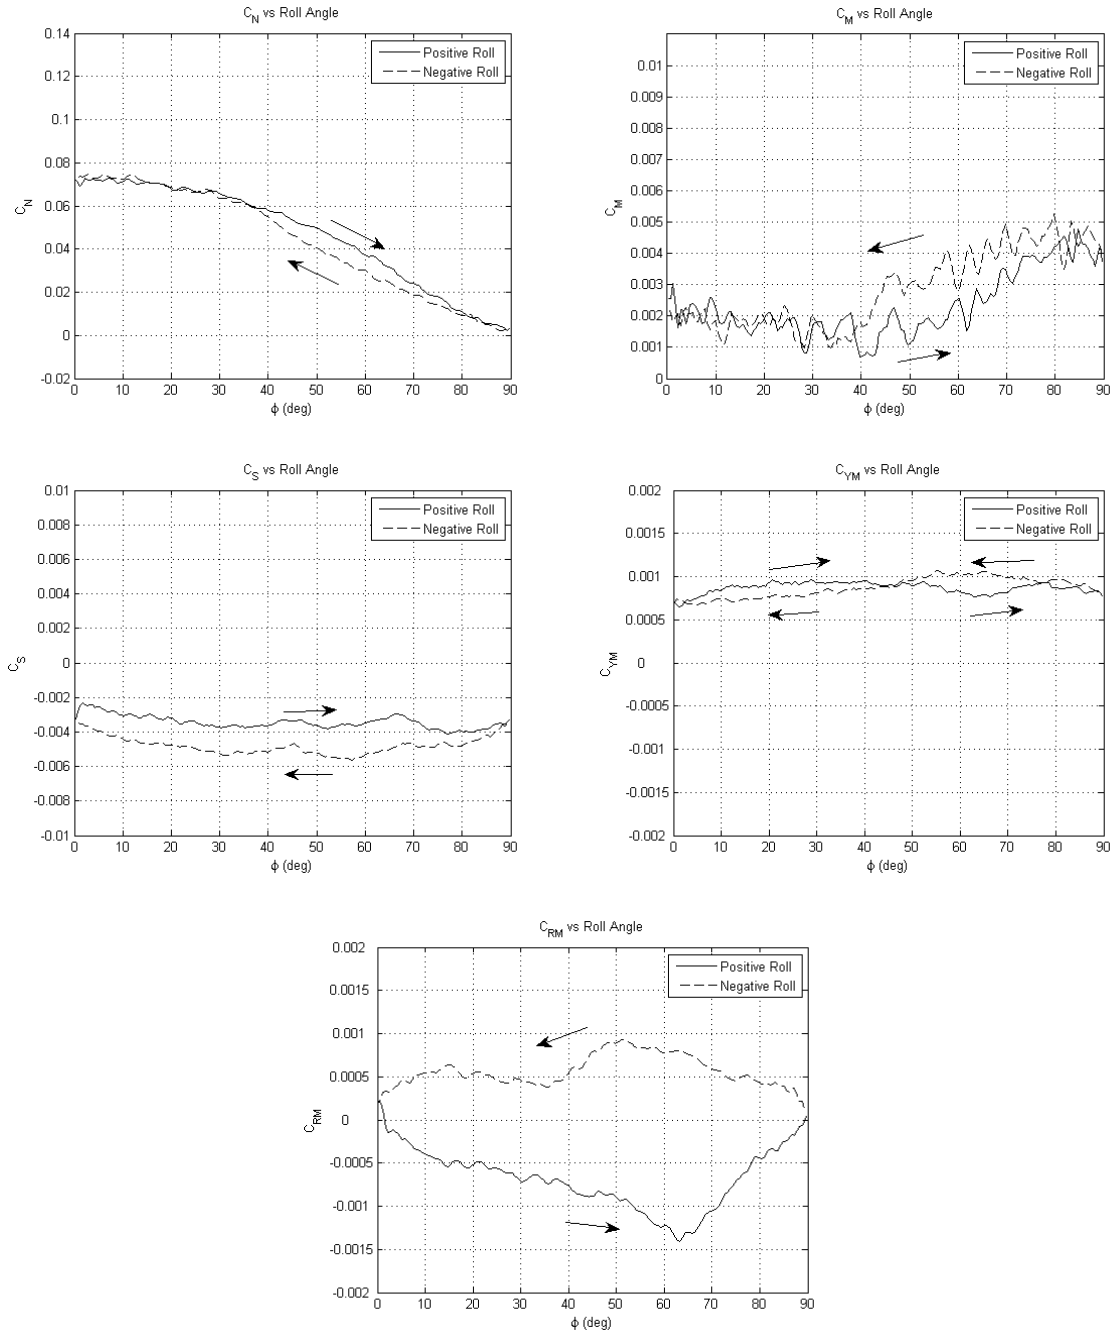 C_N vs Roll Angle
Positive Roll
Negative Roll
0.14
0.12
0.1
0.08
0.06
0.04
0.02
0
-0.02
C_N
0 10 20 30 40 50 60 70 80 90
ϕ (deg)
C_M vs Roll Angle
Positive Roll
Negative Roll
0.01
0.009
0.008
0.007
0.006
0.005
0.004
0.003
0.002
0.001
0
C_M
0 10 20 30 40 50 60 70 80 90
ϕ (deg)
C_S vs Roll Angle
Positive Roll
Negative Roll
0.01
0.008
0.006
0.004
0.002
0
-0.002
-0.004
-0.006
-0.008
-0.01
C_S
0 10 20 30 40 50 60 70 80 90
ϕ (deg)
C_YM vs Roll Angle
Positive Roll
Negative Roll
0.002
0.0015
0.001
0.0005
0
-0.0005
-0.001
-0.0015
-0.002
C_YM
0 10 20 30 40 50 60 70 80 90
ϕ (deg)
C_RM vs Roll Angle
Positive Roll
Negative Roll
0.002
0.0015
0.001
0.0005
0
-0.0005
-0.001
-0.0015
-0.002
C_RM
0 10 20 30 40 50 60 70 80 90
ϕ (deg)